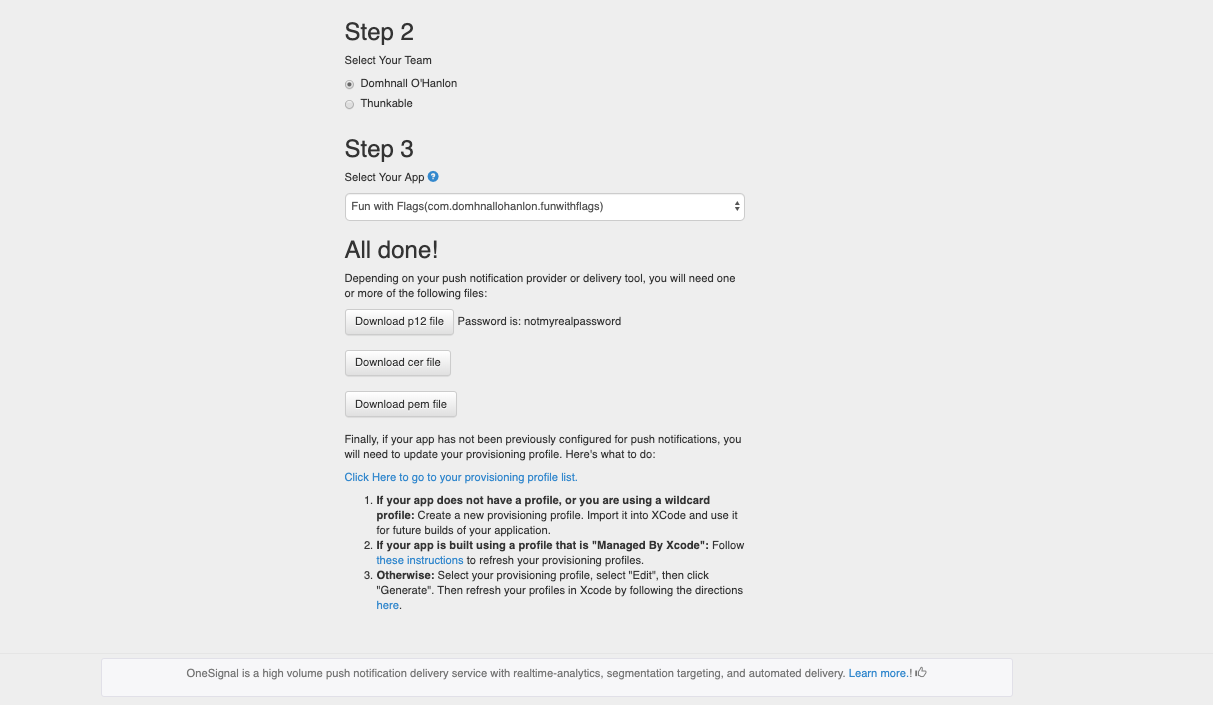 Step 2
Select Your Team
Domhnall O'Hanlon
Thunkable
Step 3
Select Your App ?
Fun with Flags(com.domhnallohanlon.funwithflags)
All done!
Depending on your push notification provider or delivery tool, you will need one
or more of the following files:
Download p12 file Password is: notmyrealpassword
Download cer file
Download pem file
Finally, if your app has not been previously configured for push notifications, you
will need to update your provisioning profile. Here's what to do:
Click Here to go to your provisioning profile list.
1. If your app does not have a profile, or you are using a wildcard
profile: Create a new provisioning profile. Import it into XCode and use it
for future builds of your application.
2. If your app is built using a profile that is "Managed By Xcode": Follow
these instructions to refresh your provisioning profiles.
3. Otherwise: Select your provisioning profile, select "Edit", then click
"Generate". Then refresh your profiles in Xcode by following the directions
here.
OneSignal is a high volume push notification delivery service with realtime-analytics, segmentation targeting, and automated delivery. Learn more.!